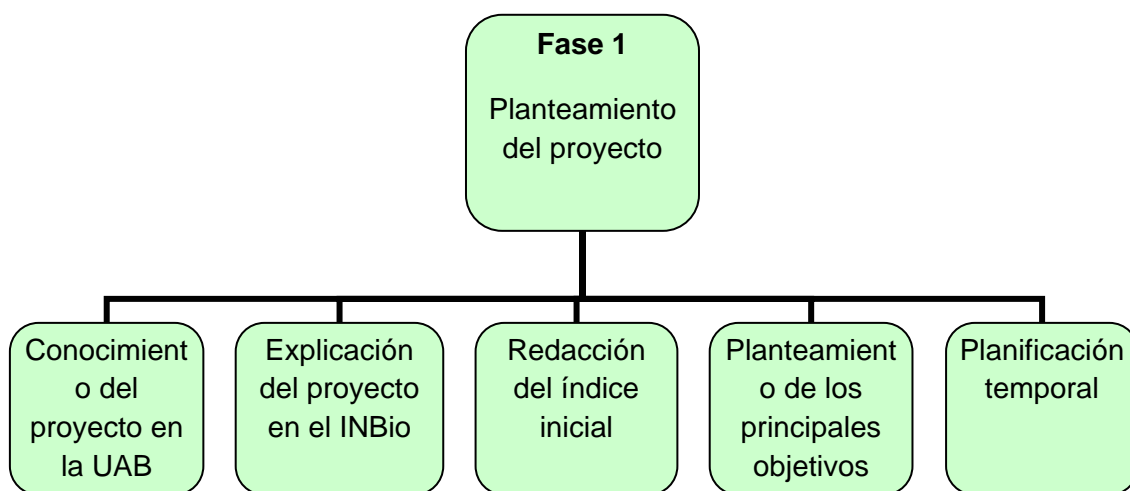 Fase 1
Planteamiento
del proyecto
Conocimient
o del
proyecto en
la UAB
Explicación
del proyecto
en el INBio
Redacción
del índice
inicial
Planteamient
o de los
principales
objetivos
Planificación
temporal